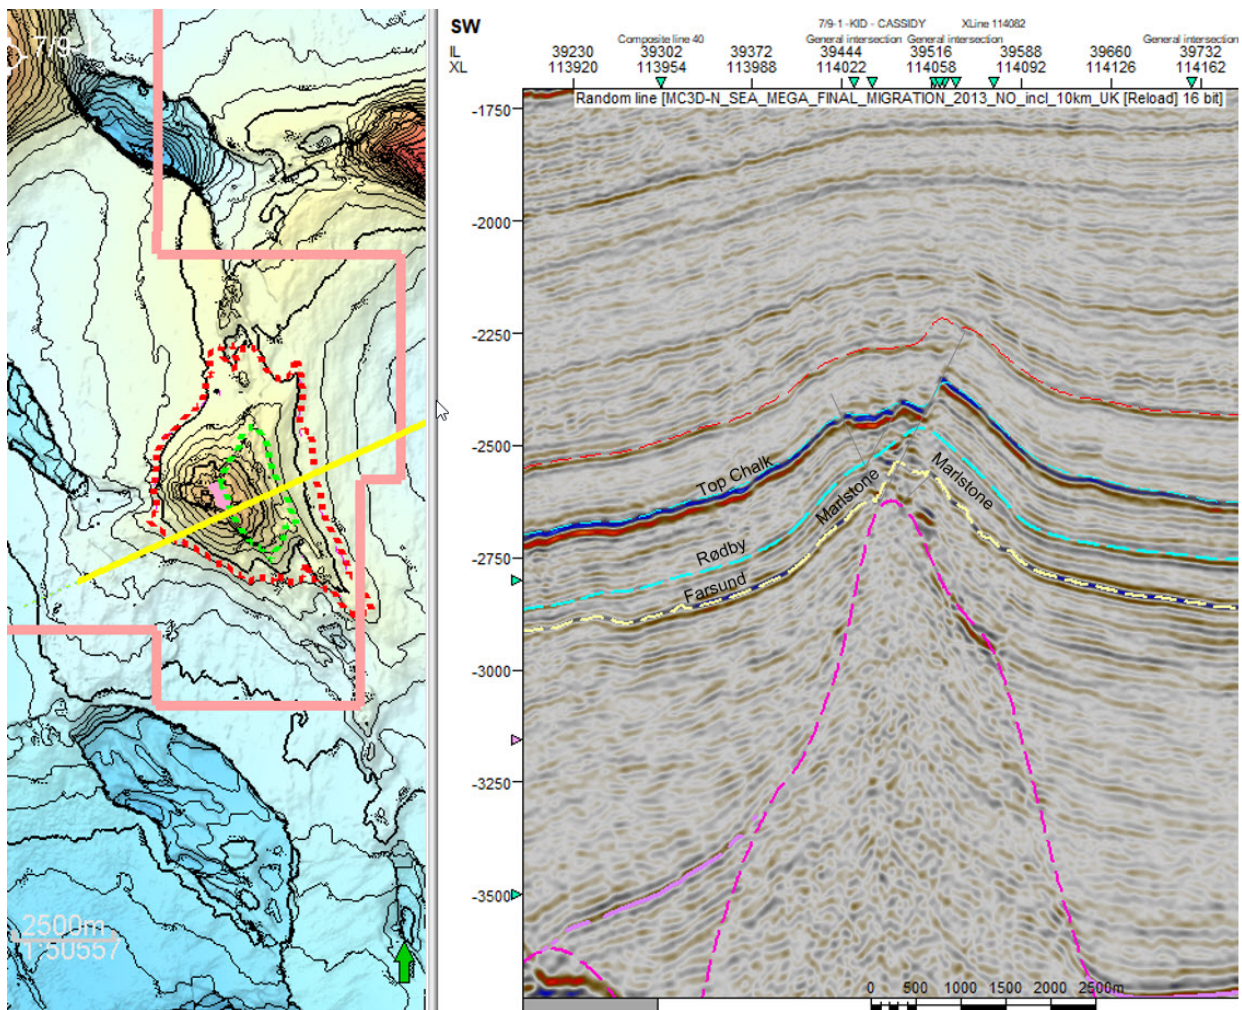 7/9-1
2500m
1:50557
SW
7/9-1-KID - CASSIDY XLine 114082
Composite line 40 General intersection General intersection General intersection
IL 39230 39302 39372 39444 39516 39588 39660 39732
XL 113920 113954 113988 114022 114058 114092 114126 114162
Random line [MC3D-N_SEA_MEGA_FINAL_MIGRATION_2013_NO_incl_10km_UK [Reload] 16 bit]
-1750
-2000
-2250
-2500
-2750
-3000
-3250
-3500
Top Chalk
Marlstone
Marlstone
Rødby
Farsund
0 500 1000 1500 2000 2500m